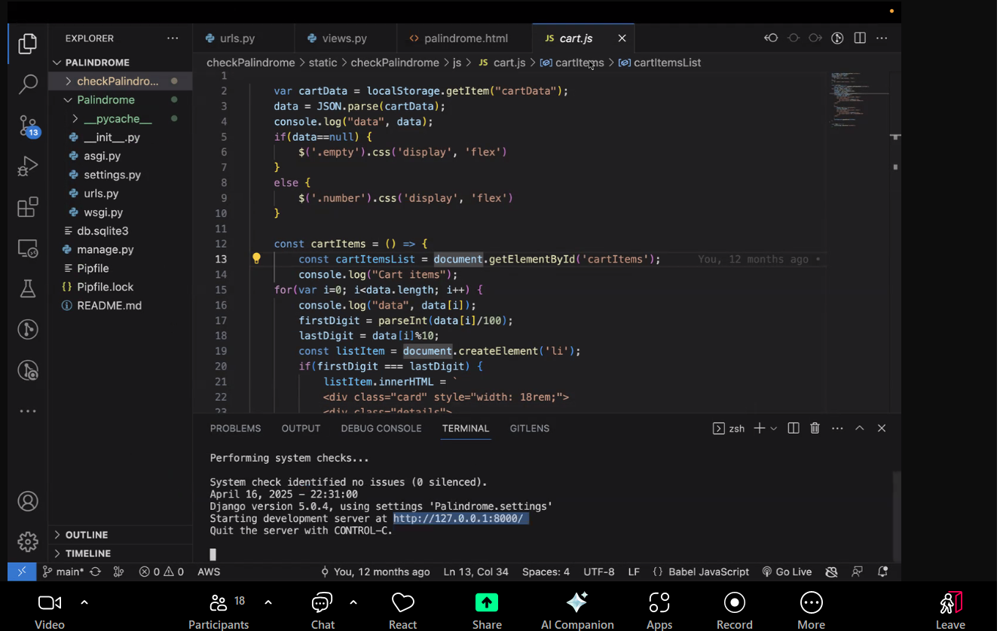 EXPLORER
PALINDROME
checkPalindro...
Palindrome
__pycache__
__init__.py
asgi.py
settings.py
urls.py
wsgi.py
db.sqlite3
manage.py
Pipfile
Pipfile.lock
README.md
OUTLINE
TIMELINE
13
urls.py
views.py
palindrome.html
JS cart.js
checkPalindrome > static > checkPalindrome > js > JS cart.js > cartItems > cartItemsList
1
2 var cartData = localStorage.getItem("cartData");
3 data = JSON.parse(cartData);
4 console.log("data", data);
5 if(data==null) {
6 $('.empty').css('display', 'flex')
7 }
8 else {
9 $('.number').css('display', 'flex')
10 }
11
12 const cartItems = () => {
13 const cartItemsList = document.getElementById('cartItems'); You, 12 months ago •
14 console.log("Cart items");
15 for(var i=0; i<data.length; i++) {
16 console.log("data", data[i]);
17 firstDigit = parseInt(data[i]/100);
18 lastDigit = data[i]%10;
19 const listItem = document.createElement('li');
20 if(firstDigit === lastDigit) {
21 listItem.innerHTML = `
22 <div class="card" style="width: 18rem;">
23 <div class="details">
PROBLEMS OUTPUT DEBUG CONSOLE TERMINAL GITLENS zsh
Performing system checks...
System check identified no issues (0 silenced).
April 16, 2025 - 22:31:00
Django version 5.0.4, using settings 'Palindrome.settings'
Starting development server at http://127.0.0.1:8000/
Quit the server with CONTROL-C.
main* 0 0 AWS You, 12 months ago Ln 13, Col 34 Spaces: 4 UTF-8 LF {} Babel JavaScript Go Live
18
Video Participants Chat React Share AI Companion Apps Record More Leave